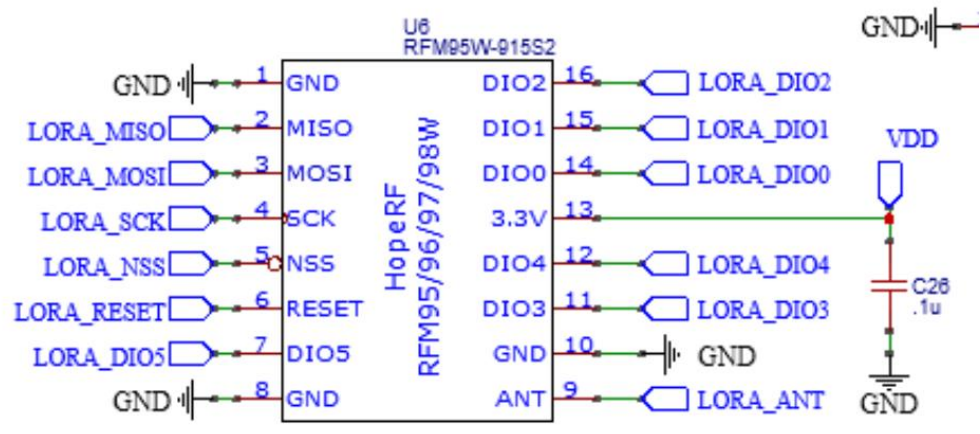 U6
RFM95W-915S2
GND
GND 1 GND DIO2 16 LORA_DIO2
LORA_MISO 2 MISO DIO1 15 LORA_DIO1
VDD
LORA_MOSI 3 MOSI DIO0 14 LORA_DIO0
LORA_SCK 4 SCK 3.3V 13
LORA_NSS 5 NSS DIO4 12 LORA_DIO4
HopeRF
RFM95/96/97/98W
C26
.1u
LORA_RESET 6 RESET DIO3 11 LORA_DIO3
LORA_DIO5 7 DIO5 GND 10 GND
GND 8 GND ANT 9 LORA_ANT
GND